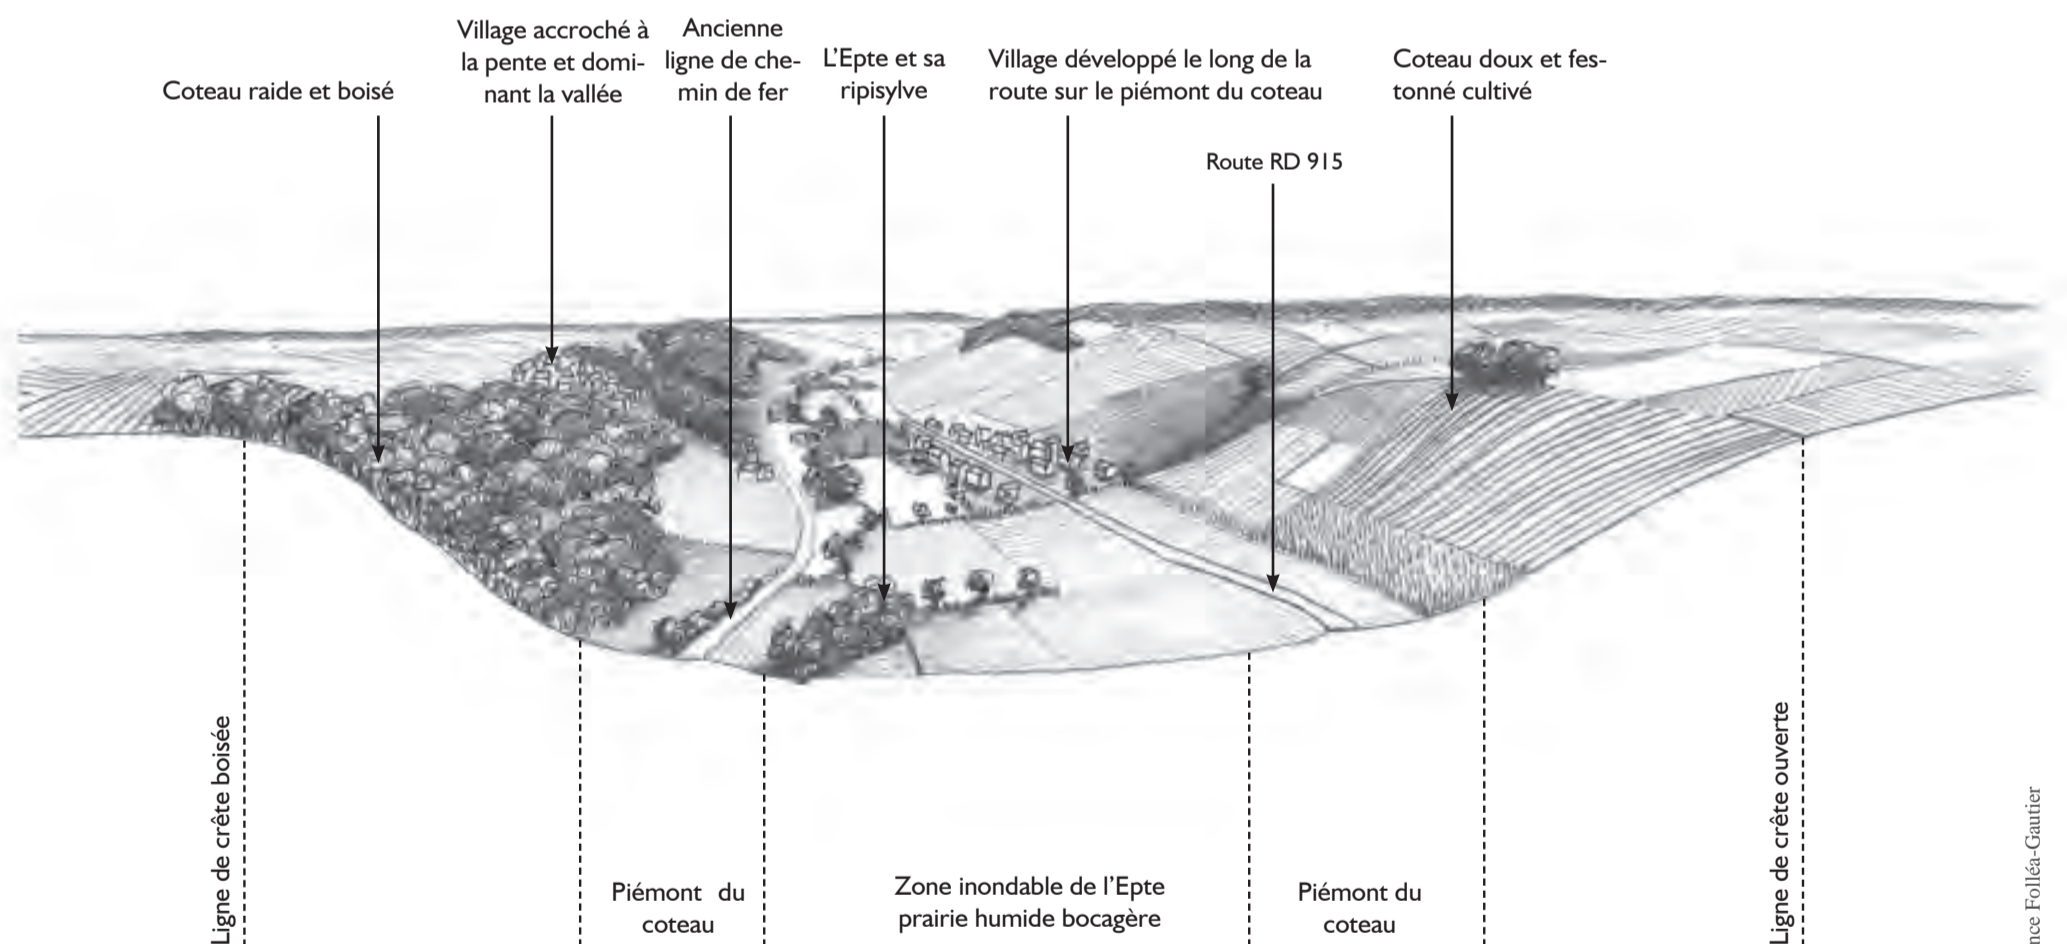 Village accroché à
la pente et domi-
nant la vallée
Ancienne
ligne de che-
min de fer
L'Epte et sa
ripisylve
Village développé le long de la
route sur le piémont du coteau
Coteau doux et fes-
tonné cultivé
Coteau raide et boisé
Route RD 915
Ligne de crête boisée
Piémont du
coteau
Zone inondable de l'Epte
prairie humide bocagère
Piémont du
coteau
Ligne de crête ouverte
Folléa-Gautier